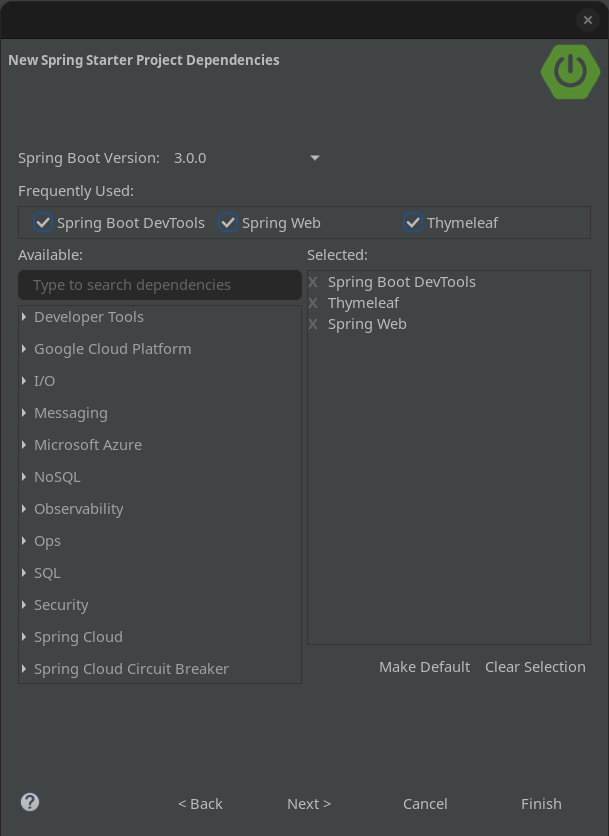 New Spring Starter Project Dependencies
Spring Boot Version: 3.0.0
Frequently Used:
Spring Boot DevTools Spring Web Thymeleaf
Available: Selected:
Type to search dependencies
X Spring Boot DevTools
X Thymeleaf
X Spring Web
Developer Tools
Google Cloud Platform
I/O
Messaging
Microsoft Azure
NoSQL
Observability
Ops
SQL
Security
Spring Cloud
Spring Cloud Circuit Breaker
Make Default Clear Selection
? < Back Next > Cancel Finish